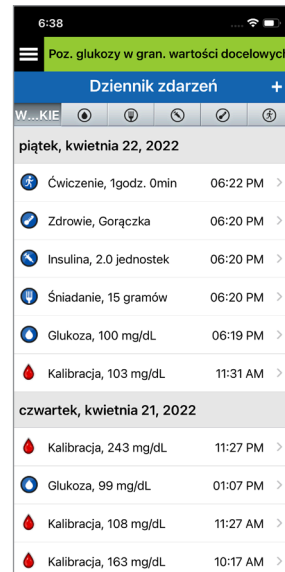 6:38
Poz. glukozy w gran. wartości docelowych
Dziennik zdarzeń +
W...KIE
piątek, kwietnia 22, 2022
Ćwiczenie, 1godz. 0min 06:22 PM
Zdrowie, Gorączka 06:20 PM
Insulina, 2.0 jednostek 06:20 PM
Śniadanie, 15 gramów 06:20 PM
Glukoza, 100 mg/dL 06:19 PM
Kalibracja, 103 mg/dL 11:31 AM
czwartek, kwietnia 21, 2022
Kalibracja, 243 mg/dL 11:27 PM
Glukoza, 99 mg/dL 01:07 PM
Kalibracja, 108 mg/dL 11:27 AM
Kalibracja, 163 mg/dL 10:17 AM